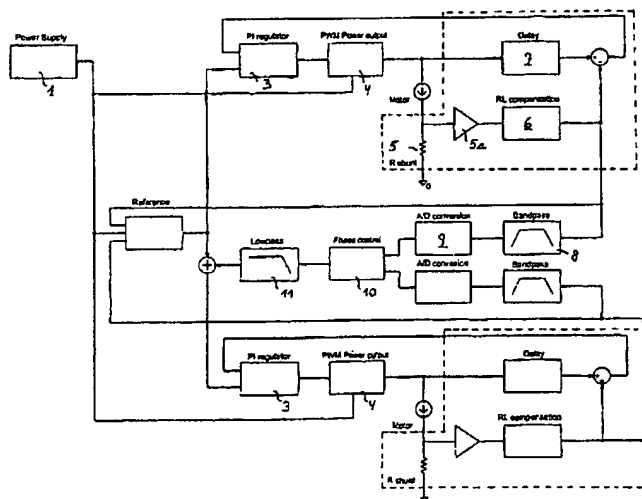 Power Supply
1
PI regulator
3
PWM Power output
4
Delay
7
Motor
5
R shunt
5a
RL compensation
6
Reference
Lowpass
11
Phase control
10
A/D conversion
9
Bandpass
8
A/D conversion
Bandpass
PI regulator
3
PWM Power output
4
Delay
Motor
R shunt
RL compensation